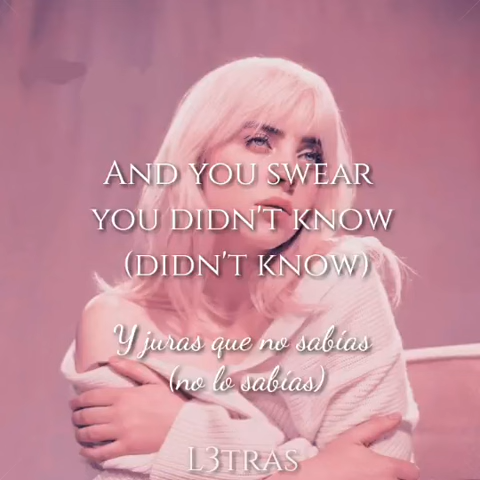 And you swear
you didn't know
(didn't know)
Y juras que no sabías
(no lo sabías)
L3tras